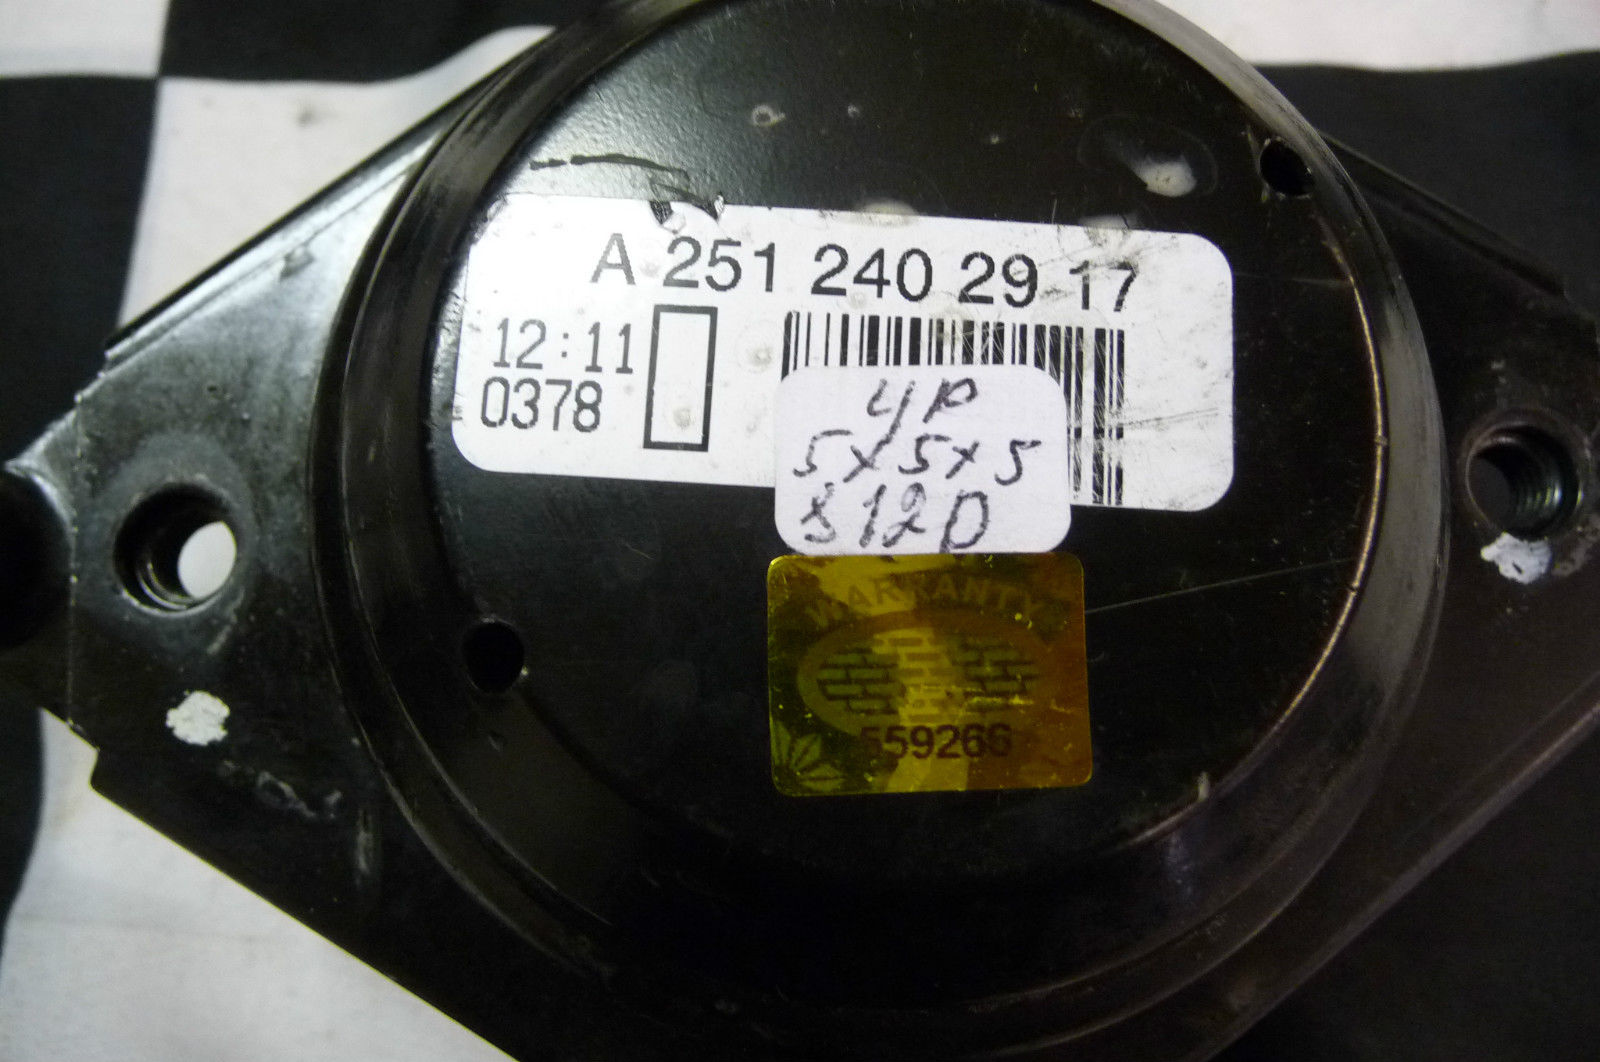 A 251 240 29 17
12:11
0378
4P
5x5x5
$12D
WARRANTY
559266